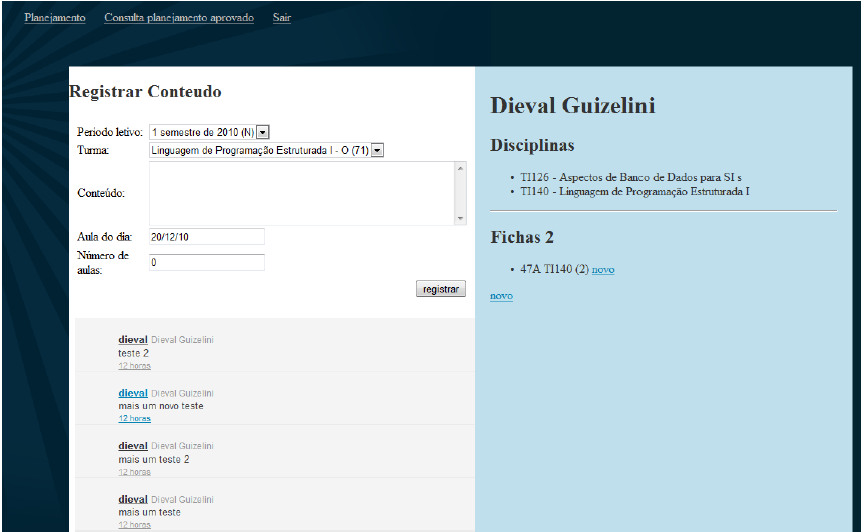 Planejamento Consulta planejamento aprovado Sair
Registrar Conteudo
Periodo letivo: 1 semestre de 2010 (N)
Turma: Linguagem de Programação Estruturada I - O (71)
Conteúdo:
Aula do dia: 20/12/10
Número de
aulas: 0
registrar
dieval Dieval Guizelini
teste 2
12 horas
dieval Dieval Guizelini
mais um novo teste
12 horas
dieval Dieval Guizelini
mais um teste 2
12 horas
dieval Dieval Guizelini
mais um teste
12 horas
Dieval Guizelini
Disciplinas
• TI126 - Aspectos de Banco de Dados para SI s
• TI140 - Linguagem de Programação Estruturada I
Fichas 2
• 47A TI140 (2) novo
novo